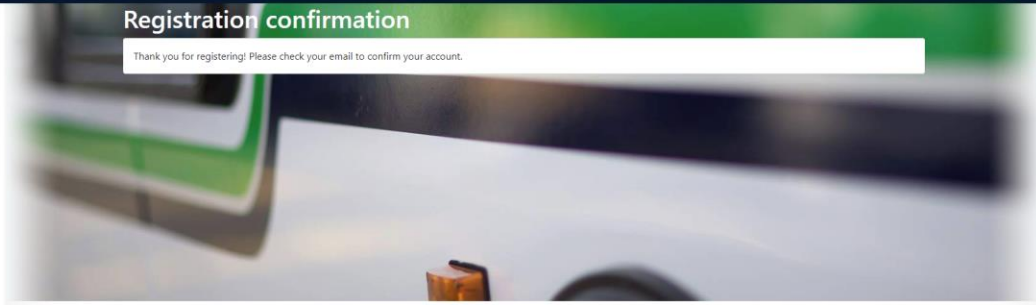 Registration confirmation
Thank you for registering! Please check your email to confirm your account.